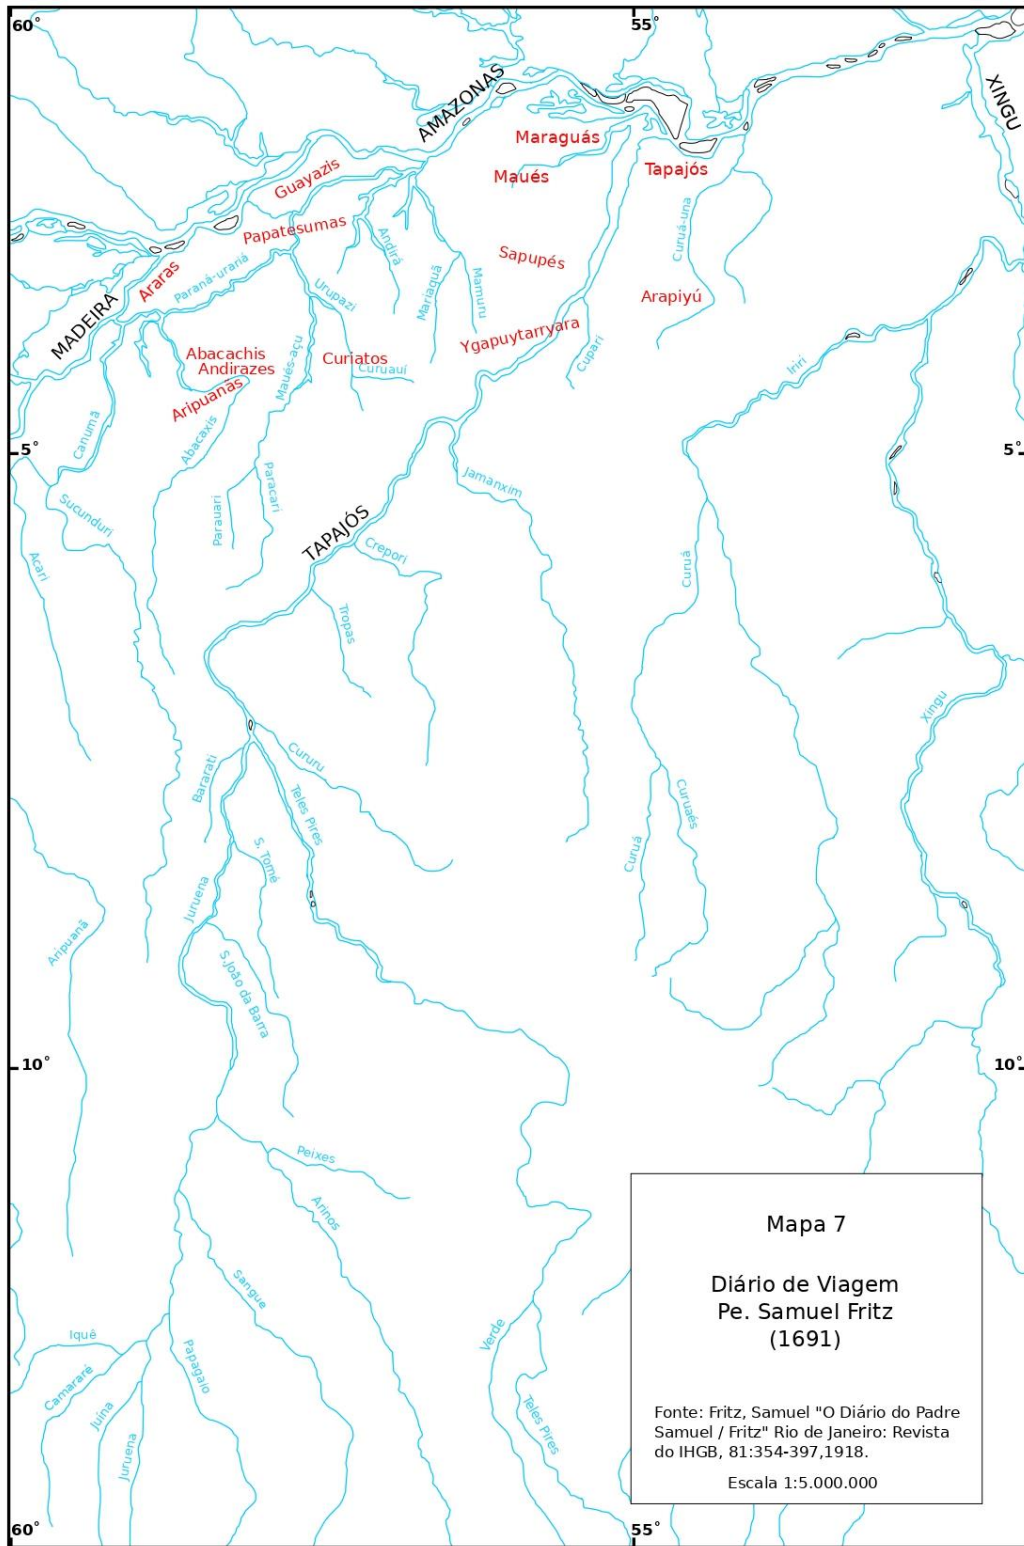 60°
55°
AMAZONAS
XINGU
Maraguás
Maués
Tapajós
Guayazis
Papatesumas
Curuá-una
Andirá
Sapupés
Araras
Paraná-urariá
Mariaquã
Mamuru
Urupazi
Arapiyú
MADEIRA
Ygapuytarryara
Cupari
Abacachis
Andirazes
Maués-açu
Curiatos
Curuauí
Irirí
Aripuanas
Canumã
Abacaxis
5°
5°
Jamanxim
Paracari
Parauari
Sucunduri
TAPAJÓS
Crepori
Acari
Curuá
Tropas
Xingu
Cururu
Bararati
Teles Pires
Curuaés
S. Tomé
Curuá
Juruena
Aripuanã
S.João da Barra
10°
10°
Peixes
Arinos
Mapa 7
Diário de Viagem
Pe. Samuel Fritz
(1691)
Sangue
Verde
Iquê
Papagaio
Camararé
Juína
Juruena
Teles Pires
Fonte: Fritz, Samuel "O Diário do Padre
Samuel / Fritz" Rio de Janeiro: Revista
do IHGB, 81:354-397,1918.
Escala 1:5.000.000
60°
55°